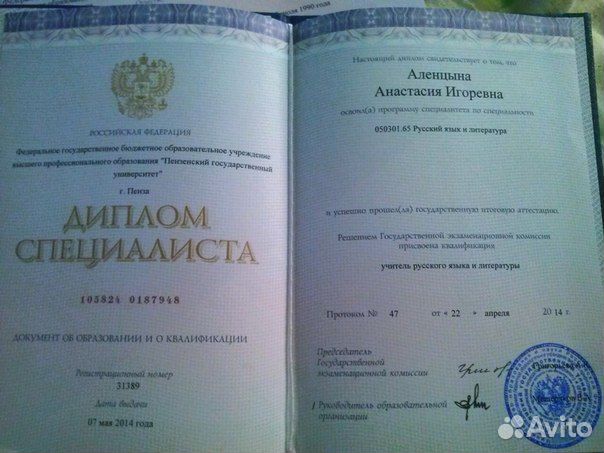 июля 1990 года
РОССИЙСКАЯ ФЕДЕРАЦИЯ
Федеральное государственное бюджетное образовательное учреждение
высшего профессионального образования "Пензенский государственный
университет"
г. Пенза
ДИПЛОМ
СПЕЦИАЛИСТА
105824 0187948
ДОКУМЕНТ ОБ ОБРАЗОВАНИИ И О КВАЛИФИКАЦИИ
Регистрационный номер
31389
Дата выдачи
07 мая 2014 года
Настоящий диплом свидетельствует о том, что
Аленцына
Анастасия Игоревна
освоил(а) программу специалитета по специальности
050301.65 Русский язык и литература
и успешно прошел(ла) государственную итоговую аттестацию.
Решением Государственной экзаменационной комиссии
присвоена квалификация
учитель русского языка и литературы
Протокол № 47 от « 22 » апреля 2014 г.
Председатель
Государственной
экзаменационной комиссии
Руководитель образовательной
организации
Avito